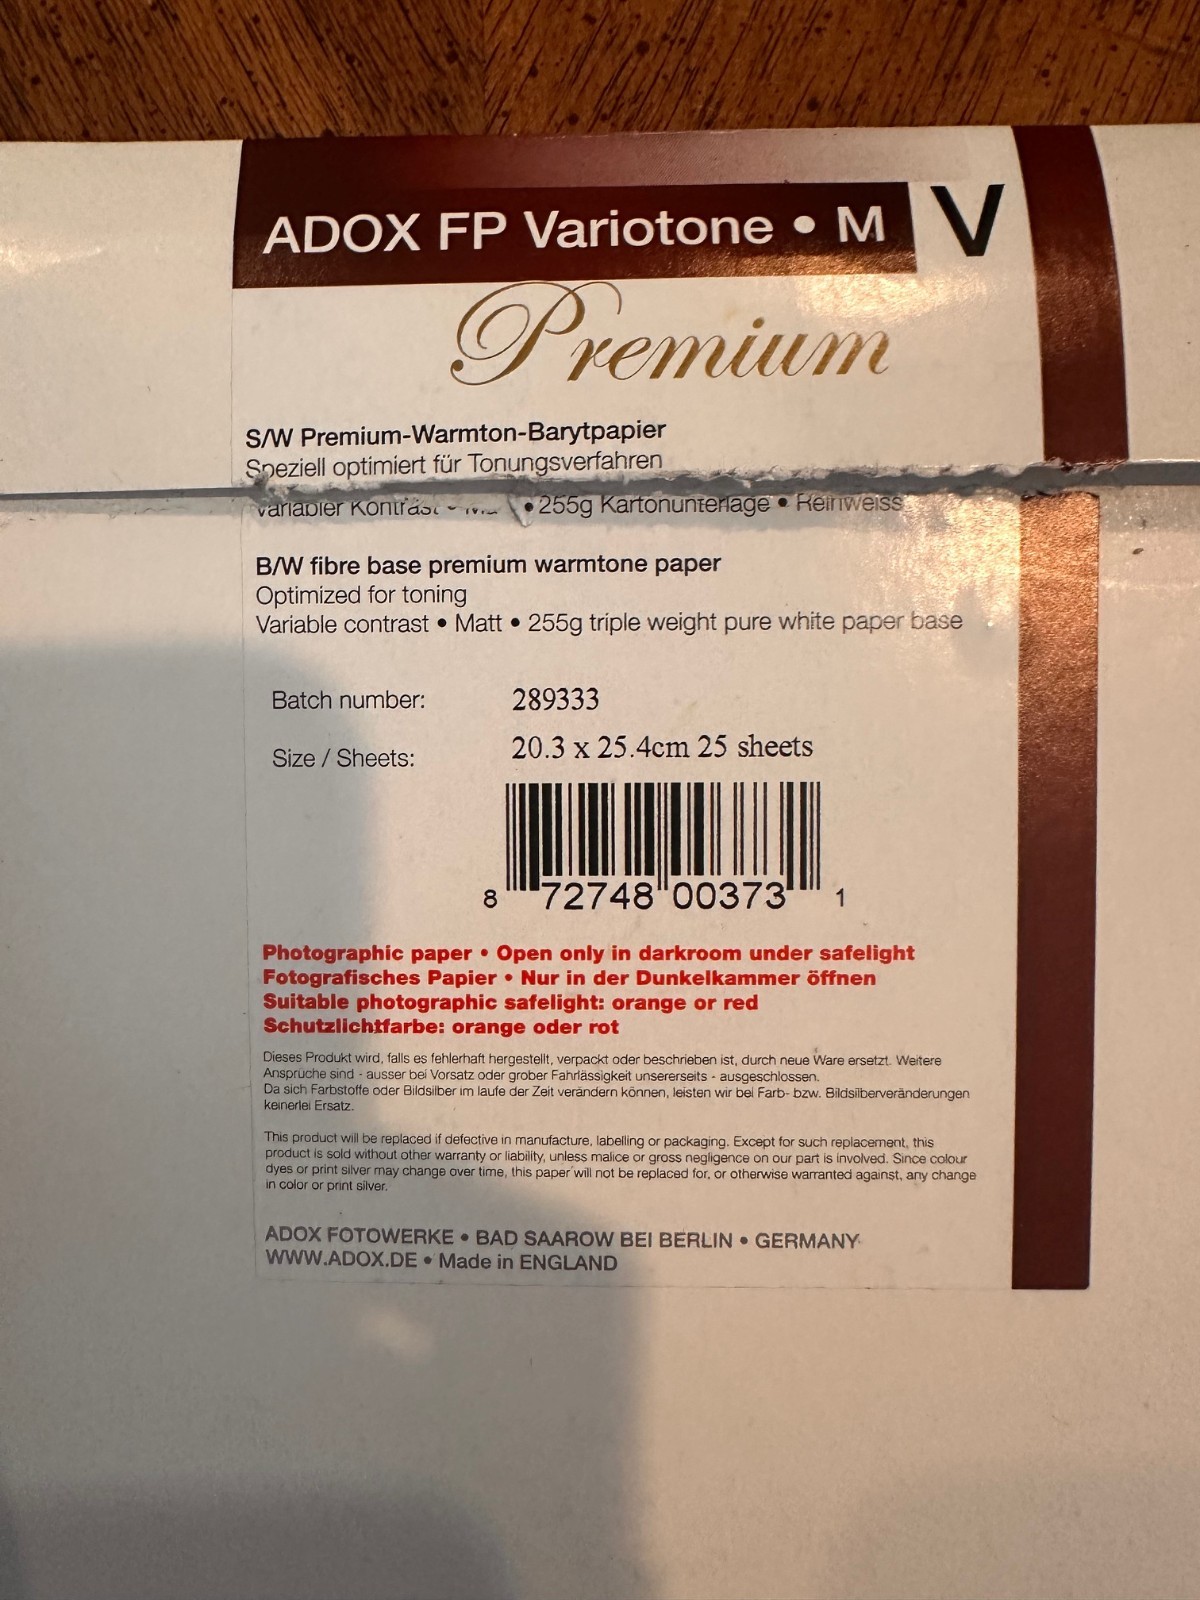 ADOX FP Variotone • M V
Premium
S/W Premium-Warmton-Barytpapier
Speziell optimiert für Tonungsverfahren
Variabler Kontrast • • 255g Kartonunterlage • Reinweiss
B/W fibre base premium warmtone paper
Optimized for toning
Variable contrast • Matt • 255g triple weight pure white paper base
Batch number: 289333
Size / Sheets: 20.3 x 25.4cm 25 sheets
8 72748 00373 1
Photographic paper • Open only in darkroom under safelight
Fotografisches Papier • Nur in der Dunkelkammer öffnen
Suitable photographic safelight: orange or red
Schutzlichtfarbe: orange oder rot
Dieses Produkt wird, falls es fehlerhaft hergestellt, verpackt oder beschrieben ist, durch neue Ware ersetzt. Weitere
Ansprüche sind - ausser bei Vorsatz oder grober Fahrlässigkeit unsererseits - ausgeschlossen.
Da sich Farbstoffe oder Bildsilber im laufe der Zeit verändern können, leisten wir bei Farb- bzw. Bildsilberveränderungen
keinerlei Ersatz.
This product will be replaced if defective in manufacture, labelling or packaging. Except for such replacement, this
product is sold without other warranty or liability, unless malice or gross negligence on our part is involved. Since colour
dyes or print silver may change over time, this paper will not be replaced for, or otherwise warranted against, any change
in color or print silver.
ADOX FOTOWERKE • BAD SAAROW BEI BERLIN • GERMANY
WWW.ADOX.DE • Made in ENGLAND